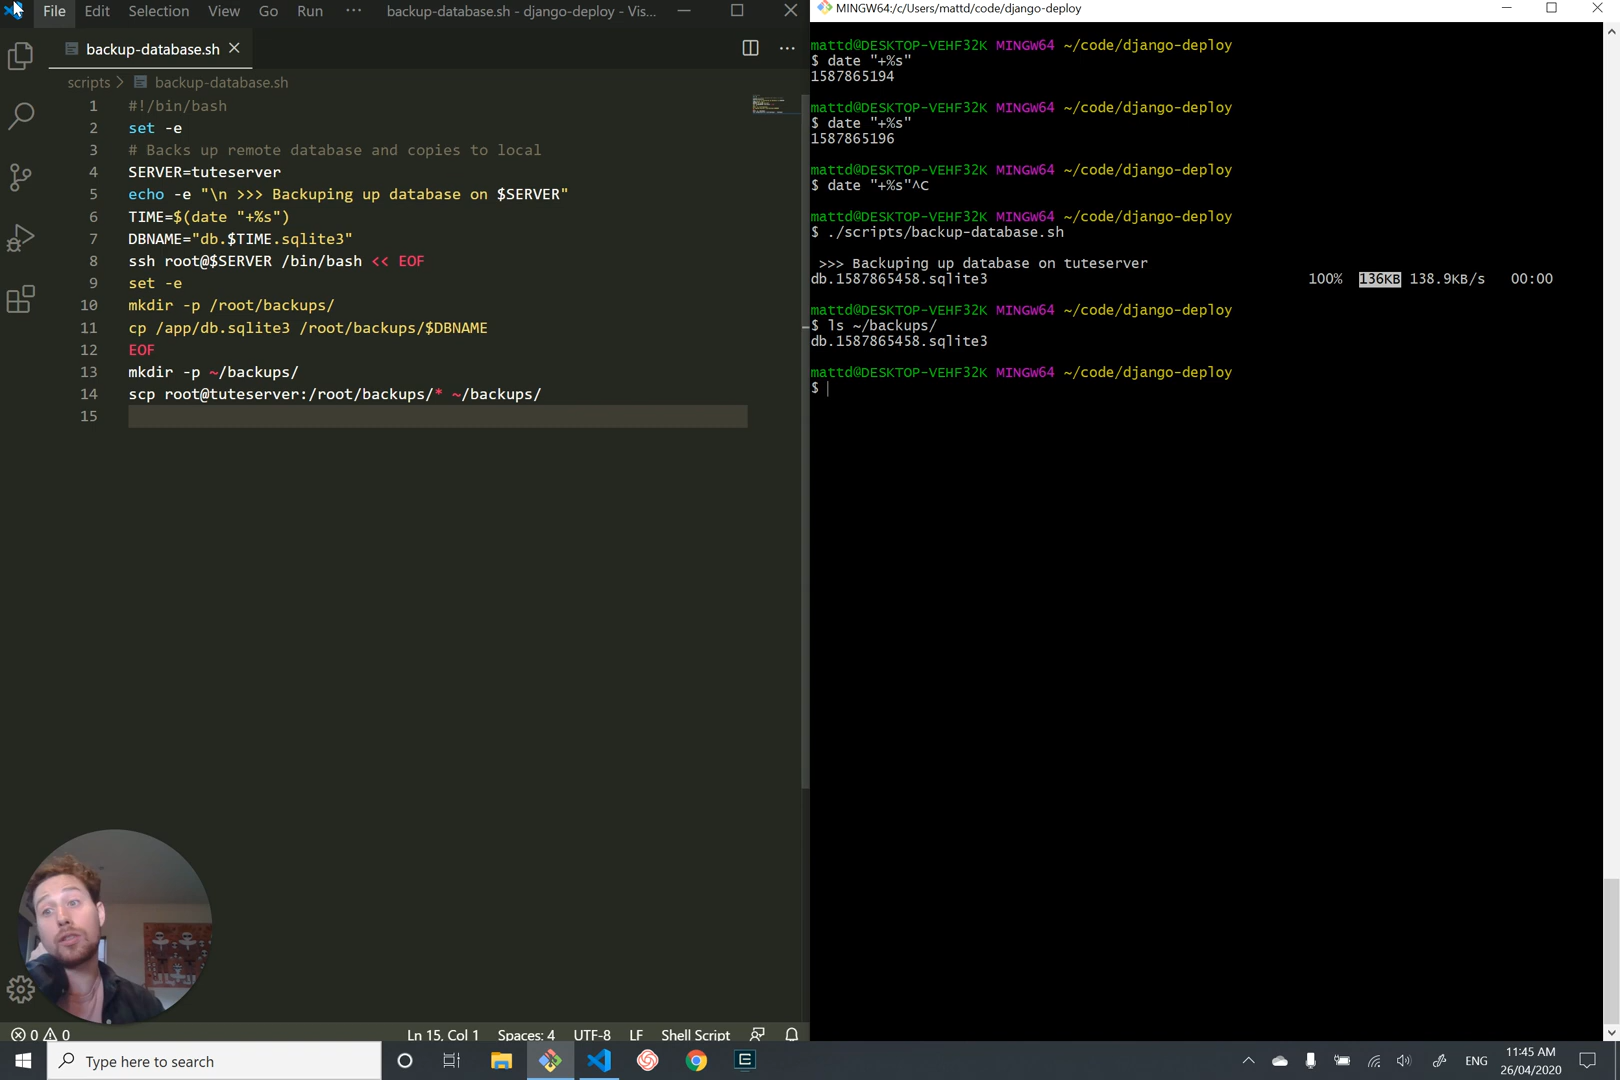 File Edit Selection View Go Run ··· backup-database.sh - django-deploy - Vis...
backup-database.sh
scripts > backup-database.sh
1 #!/bin/bash
2 set -e
3 # Backs up remote database and copies to local
4 SERVER=tuteserver
5 echo -e "\n >>> Backuping up database on $SERVER"
6 TIME=$(date "+%s")
7 DBNAME="db.$TIME.sqlite3"
8 ssh root@$SERVER /bin/bash << EOF
9 set -e
10 mkdir -p /root/backups/
11 cp /app/db.sqlite3 /root/backups/$DBNAME
12 EOF
13 mkdir -p ~/backups/
14 scp root@tuteserver:/root/backups/* ~/backups/
15
0 0 Ln 15, Col 1 Spaces: 4 UTF-8 LF Shell Script
MINGW64:/c/Users/mattd/code/django-deploy
mattd@DESKTOP-VEHF32K MINGW64 ~/code/django-deploy
$ date "+%s"
1587865194
mattd@DESKTOP-VEHF32K MINGW64 ~/code/django-deploy
$ date "+%s"
1587865196
mattd@DESKTOP-VEHF32K MINGW64 ~/code/django-deploy
$ date "+%s"^C
mattd@DESKTOP-VEHF32K MINGW64 ~/code/django-deploy
$ ./scripts/backup-database.sh
>>> Backuping up database on tuteserver
db.1587865458.sqlite3 100% 136KB 138.9KB/s 00:00
mattd@DESKTOP-VEHF32K MINGW64 ~/code/django-deploy
$ ls ~/backups/
db.1587865458.sqlite3
mattd@DESKTOP-VEHF32K MINGW64 ~/code/django-deploy
$
Type here to search
ENG
11:45 AM
26/04/2020